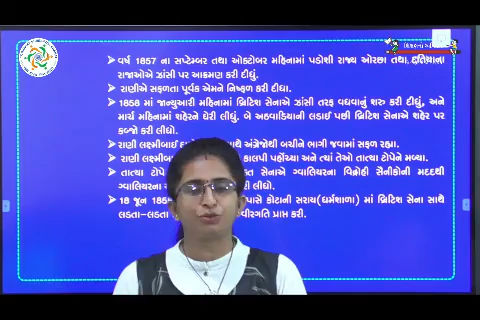 ➢ વર્ષ 1857 ના સપ્ટેમ્બર તથા ઓક્ટોબર મહિનામાં પડોશી રાજ્ય ઓરછા તથા દતિયાના
રાજાઓએ ઝાંસી પર આક્રમણ કરી દીધું.
➢ રાણીએ સફળતા પૂર્વક એમને નિષ્ફળ કરી દીધા.
➢ 1858 માં જાન્યુઆરી મહિનામાં બ્રિટિશ સેનાએ ઝાંસી તરફ વધવાનું શરુ કરી દીધું, અને
માર્ચ મહિનામાં શહેરને ઘેરી લીધું. બે અઠવાડિયાની લડાઈ પછી બ્રિટિશ સેનાએ શહેર પર
કબ્જો કરી લીધો.
➢ રાણી લક્ષ્મીબાઈ સાથે અંગ્રેજોથી બચીને ભાગી જવામાં સફળ રહ્યા.
➢ રાણી લક્ષ્મીબા કાલપી પહોંચ્યા અને ત્યાં તેઓ તાત્યા ટોપેને મળ્યા.
➢ તાત્યા ટોપે સેનાએ ગ્વાલિયરના વિદ્રોહી સૈનીકોની મદદથી
ગ્વાલિયરના કરી લીધો.
➢ 18 જૂન પાસે કોટાની સરાય(ધર્મશાળા) માં બ્રિટિશ સેના સાથે
લડતા-લડતા વીરગતિ પ્રાપ્ત કરી.